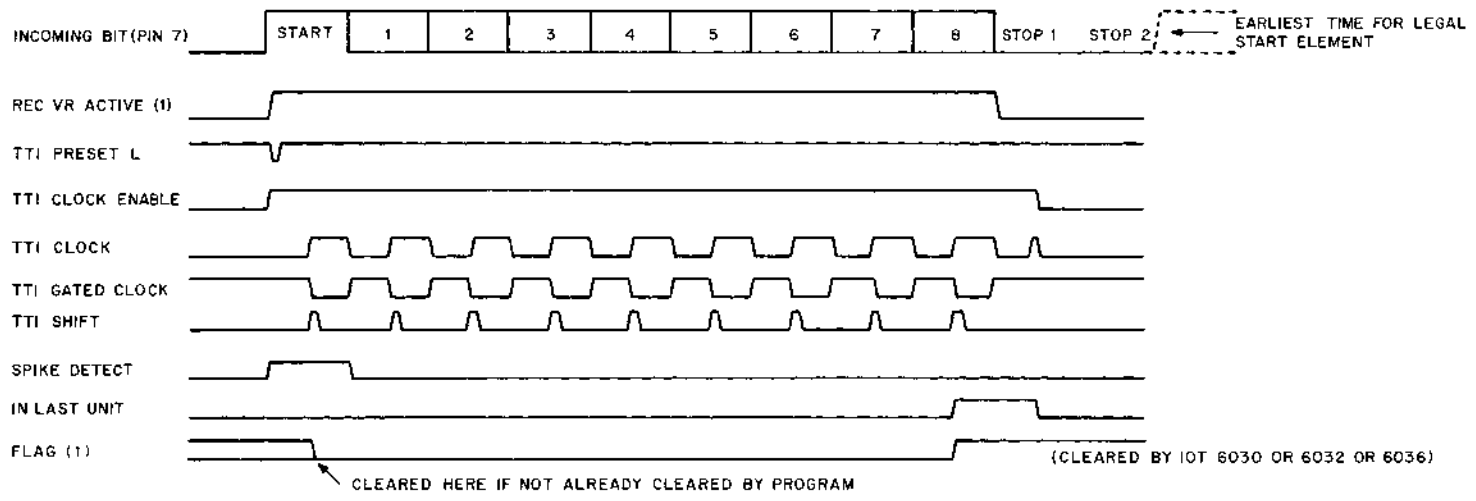 INCOMING BIT (PIN 7) START 1 2 3 4 5 6 7 8 STOP 1 STOP 2 EARLIEST TIME FOR LEGAL
START ELEMENT
REC VR ACTIVE (1)
TTI PRESET L
TTI CLOCK ENABLE
TTI CLOCK
TTI GATED CLOCK
TTI SHIFT
SPIKE DETECT
IN LAST UNIT
FLAG (1)
(CLEARED BY IOT 6030 OR 6032 OR 6036)
CLEARED HERE IF NOT ALREADY CLEARED BY PROGRAM